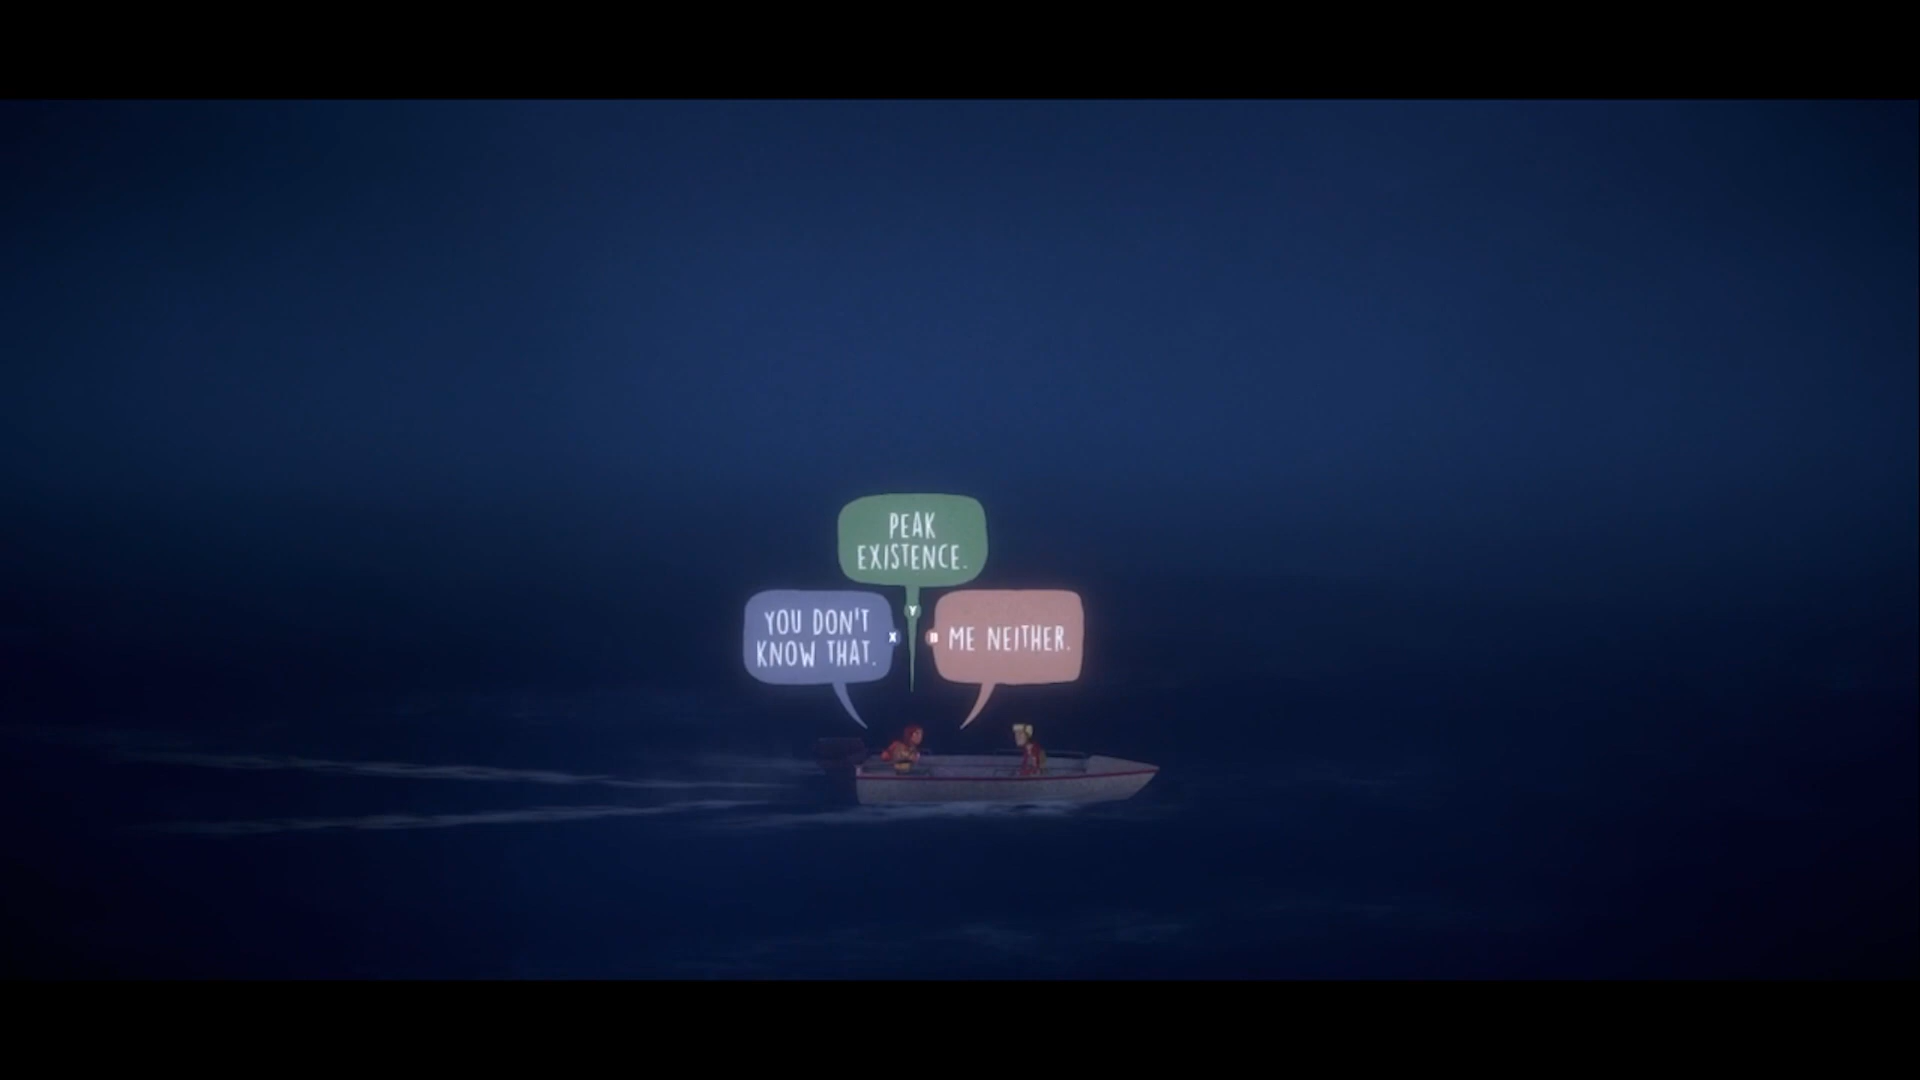 PEAK
EXISTENCE.
Y
YOU DON'T
KNOW THAT.
X
B
ME NEITHER.